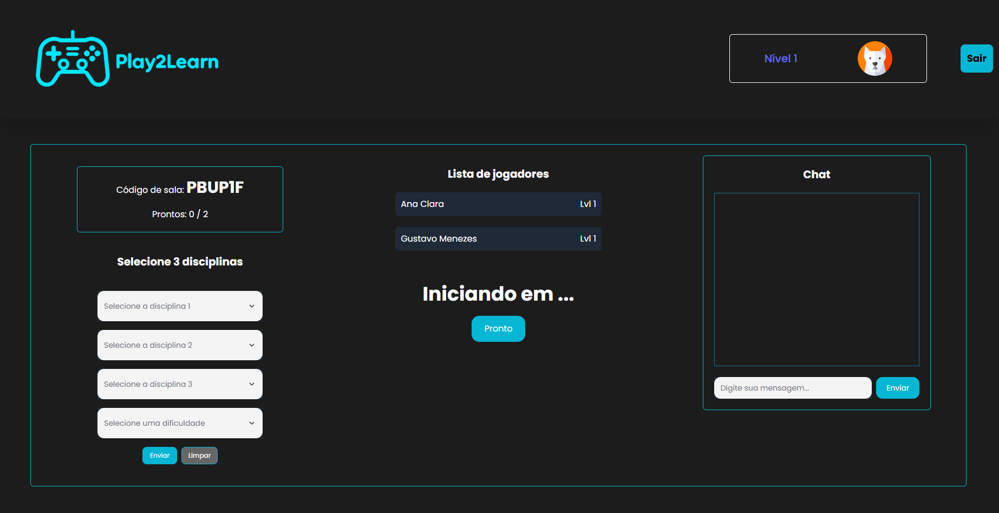 Play2Learn
Nível 1
Sair
Código de sala: PBUP1F
Prontos: 0 / 2
Selecione 3 disciplinas
Selecione a disciplina 1
Selecione a disciplina 2
Selecione a disciplina 3
Selecione uma dificuldade
Enviar
Limpar
Lista de jogadores
Ana Clara Lvl 1
Gustavo Menezes Lvl 1
Iniciando em ...
Pronto
Chat
Digite sua mensagem...
Enviar